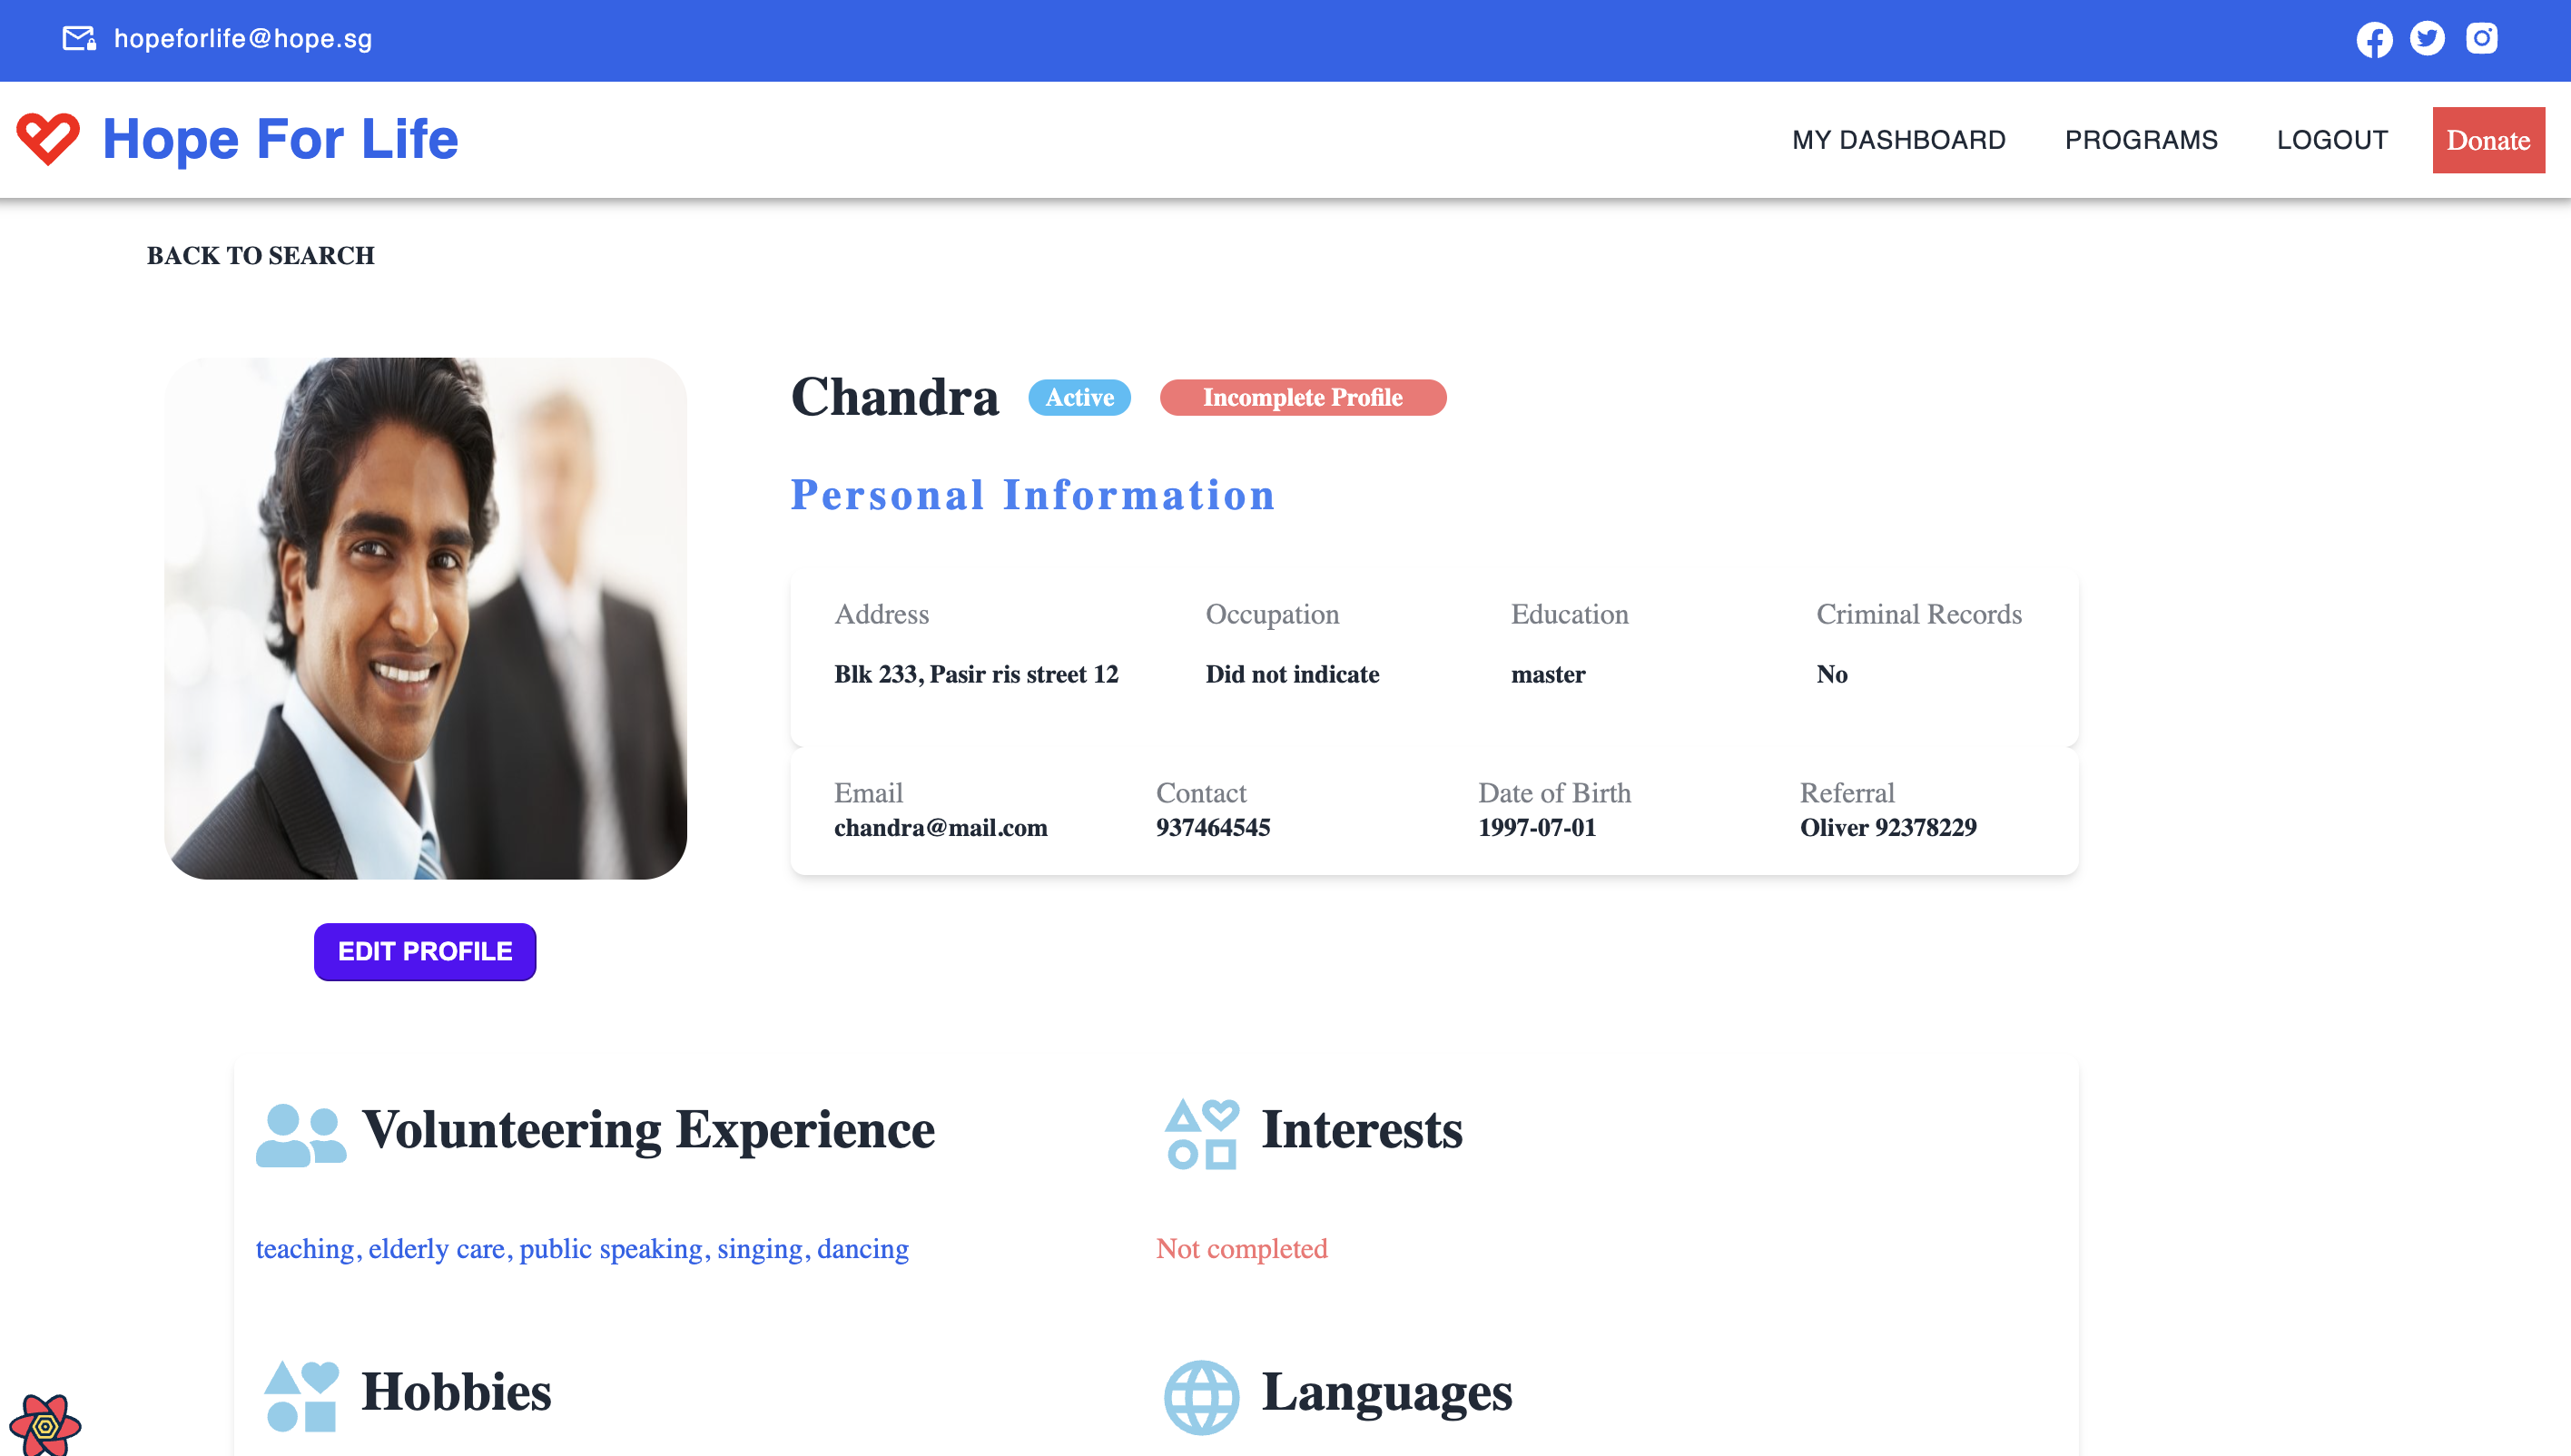 hopeforlife@hope.sg
Hope For Life
MY DASHBOARD PROGRAMS LOGOUT Donate
BACK TO SEARCH
Chandra Active Incomplete Profile
Personal Information
Address Occupation Education Criminal Records
Blk 233, Pasir ris street 12 Did not indicate master No
Email Contact Date of Birth Referral
chandra@mail.com 937464545 1997-07-01 Oliver 92378229
EDIT PROFILE
Volunteering Experience Interests
teaching, elderly care, public speaking, singing, dancing Not completed
Hobbies Languages